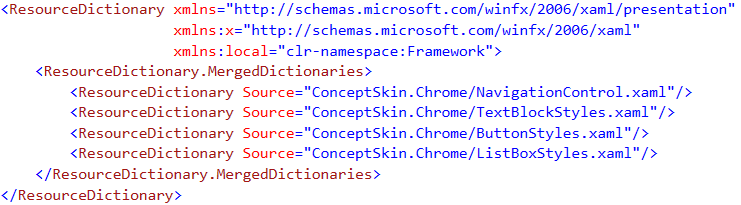 <ResourceDictionary xmlns="http://schemas.microsoft.com/winfx/2006/xaml/presentation"
                    xmlns:x="http://schemas.microsoft.com/winfx/2006/xaml"
                    xmlns:local="clr-namespace:Framework">
    <ResourceDictionary.MergedDictionaries>
        <ResourceDictionary Source="ConceptSkin.Chrome/NavigationControl.xaml"/>
        <ResourceDictionary Source="ConceptSkin.Chrome/TextBlockStyles.xaml"/>
        <ResourceDictionary Source="ConceptSkin.Chrome/ButtonStyles.xaml"/>
        <ResourceDictionary Source="ConceptSkin.Chrome/ListBoxStyles.xaml"/>
    </ResourceDictionary.MergedDictionaries>
</ResourceDictionary>